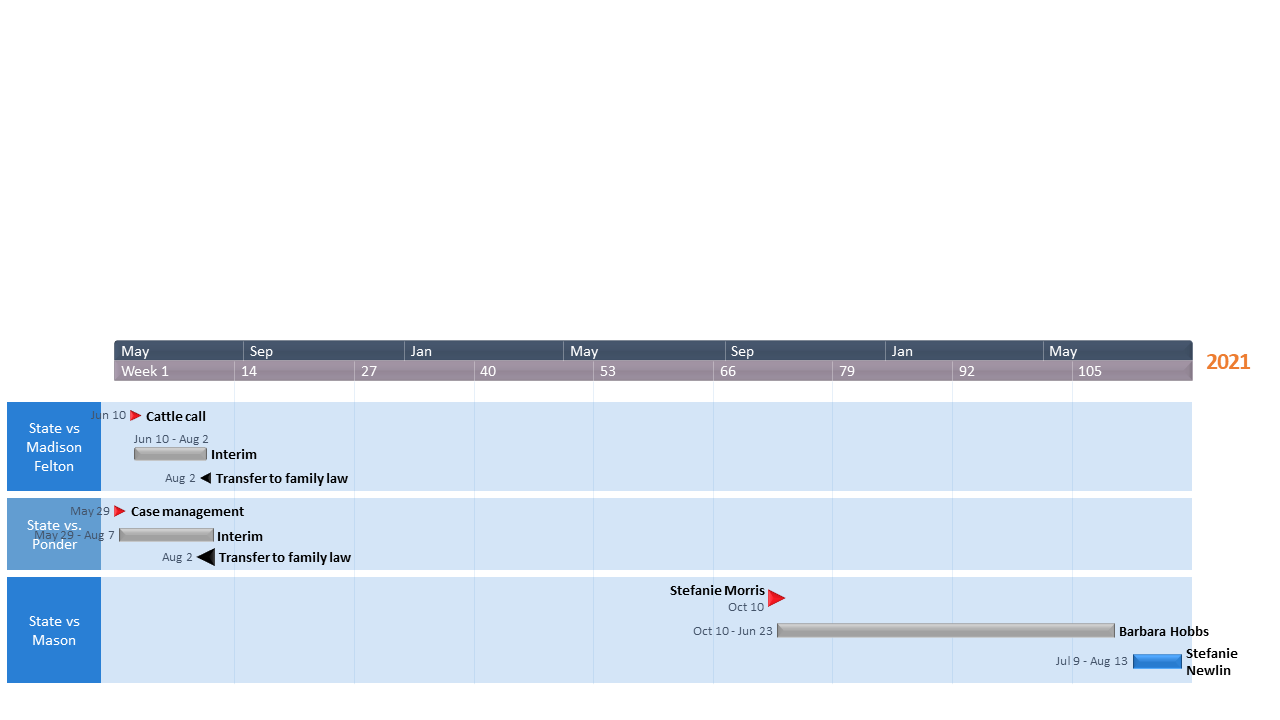 May Sep Jan May Sep Jan May
2021
Week 1 14 27 40 53 66 79 92 105
State vs
Madison
Felton
Jun 10 Cattle call
Jun 10 - Aug 2
Interim
Aug 2 Transfer to family law
State vs.
Ponder
May 29 Case management
May 29 - Aug 7 Interim
Aug 2 Transfer to family law
State vs
Mason
Stefanie Morris
Oct 10
Oct 10 - Jun 23 Barbara Hobbs
Jul 9 - Aug 13 Stefanie
Newlin